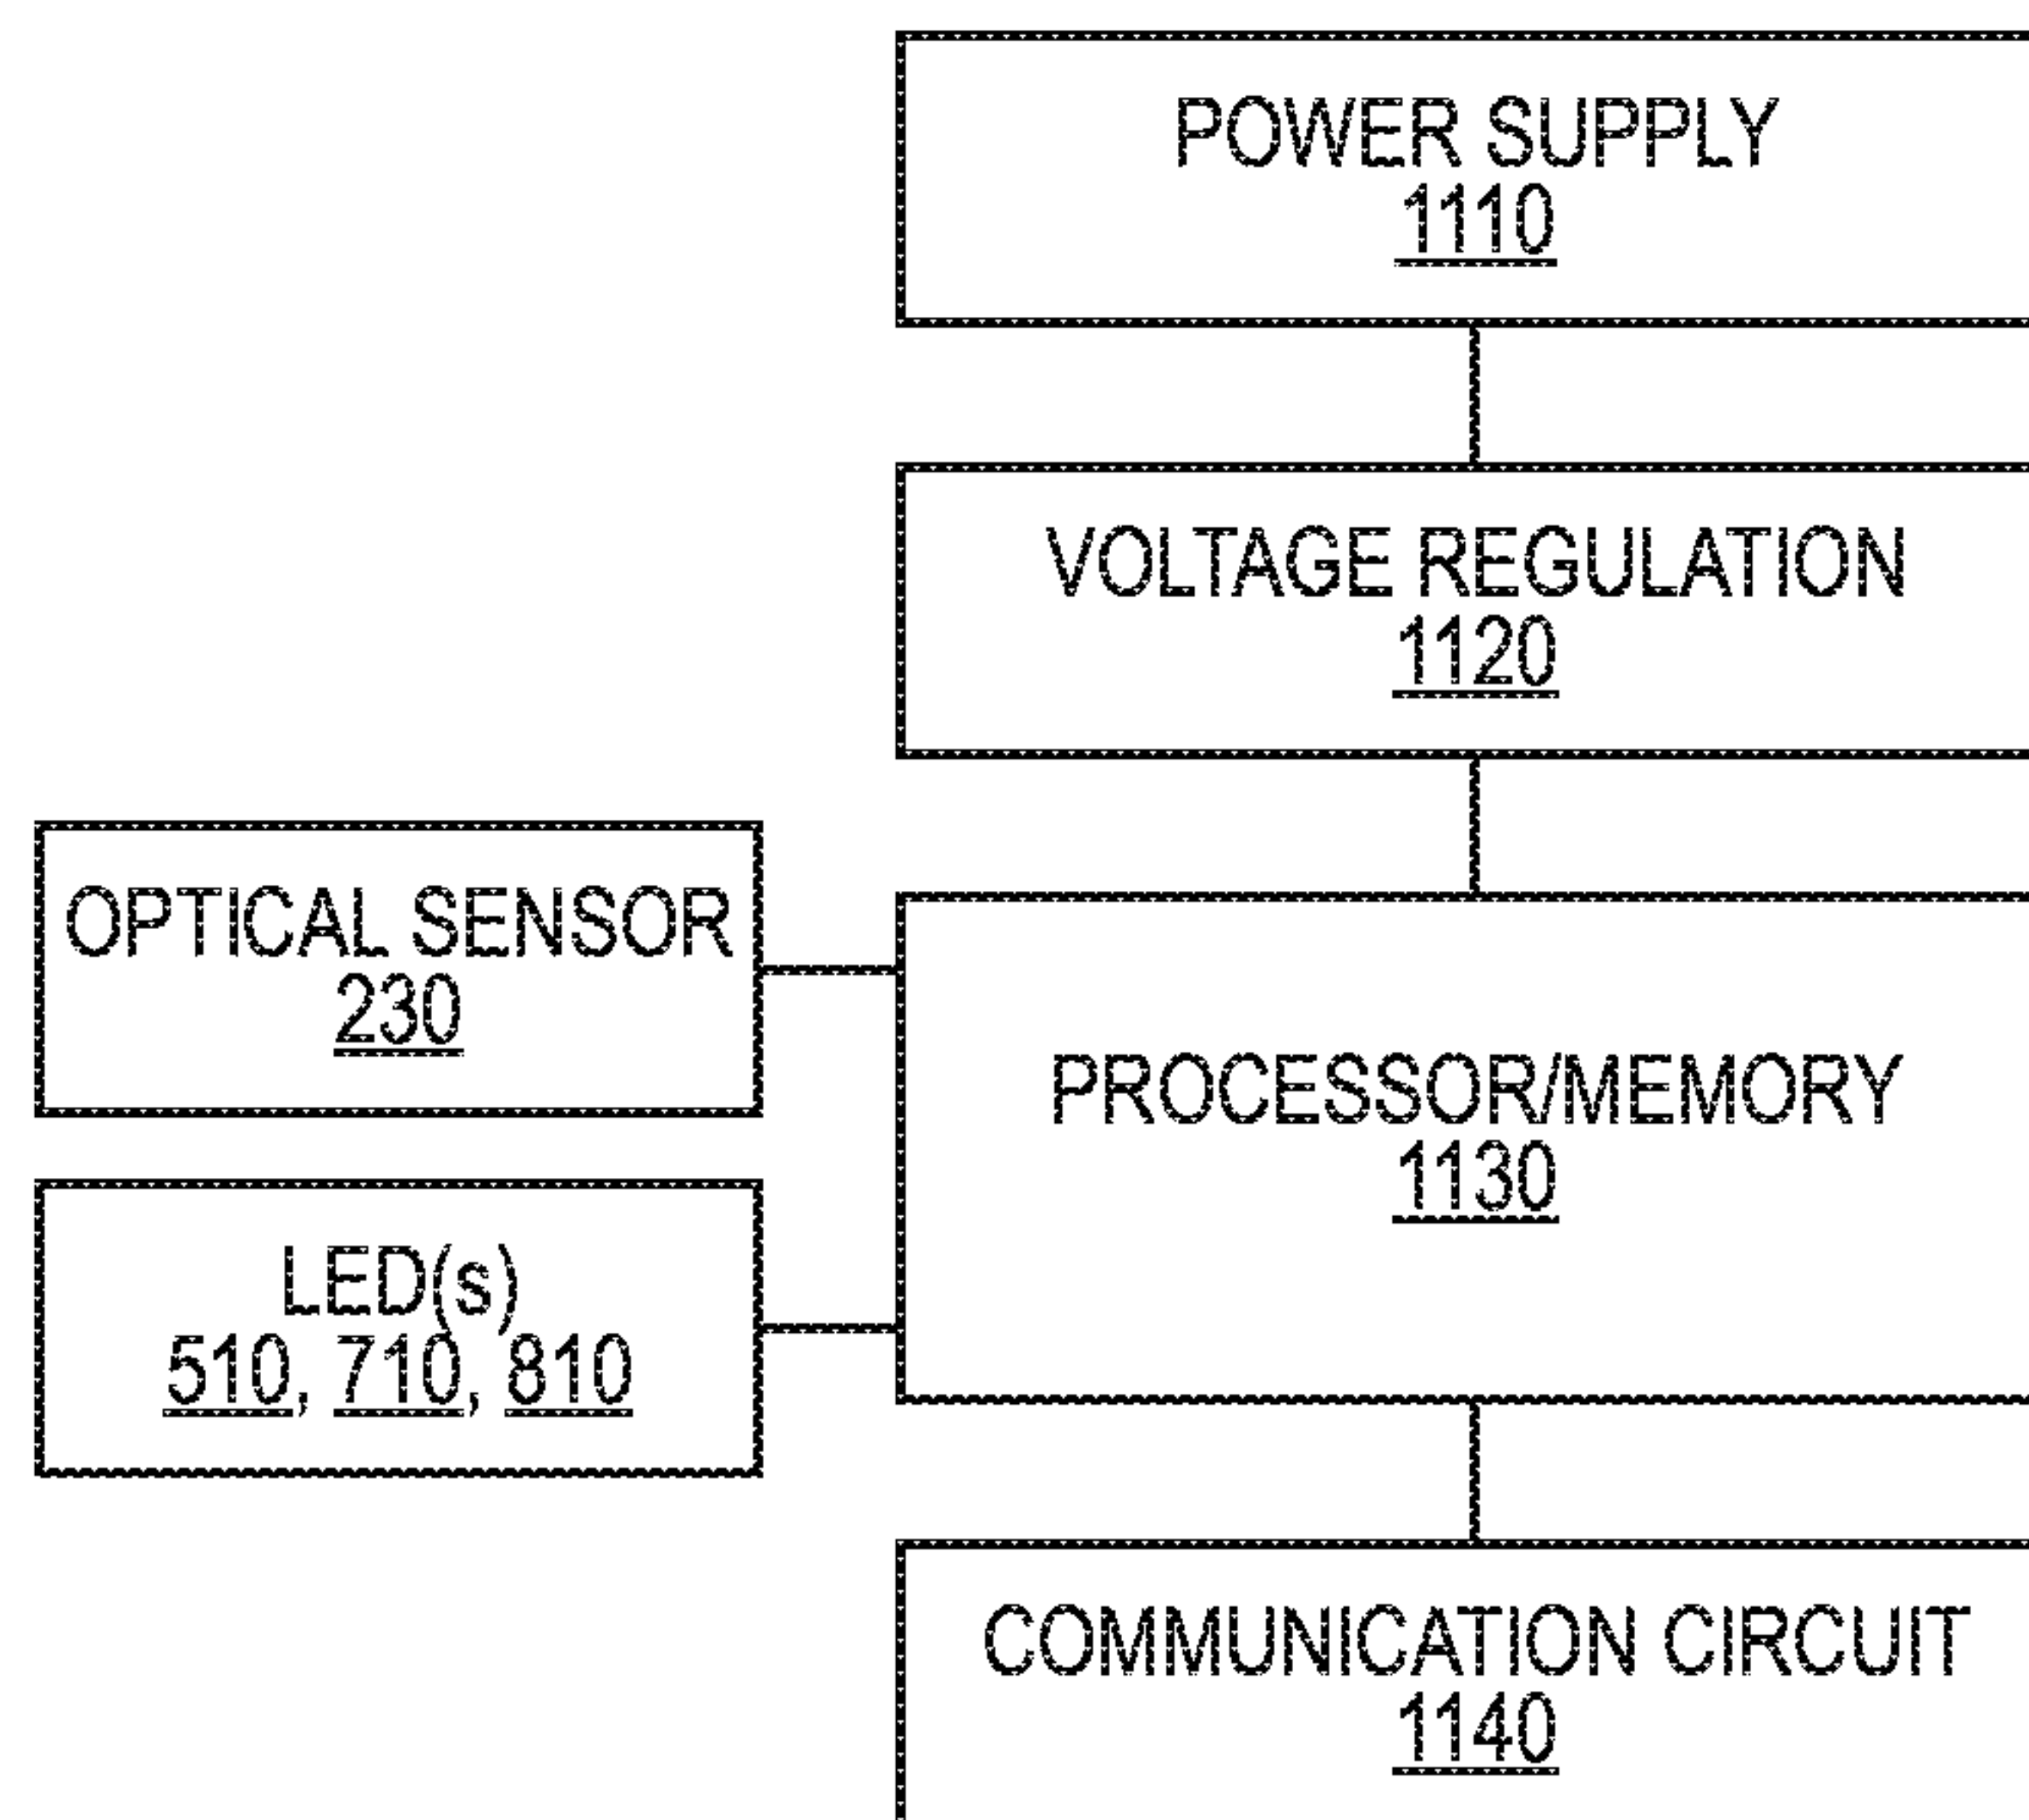 POWER SUPPLY
1110
VOLTAGE REGULATION
1120
OPTICAL SENSOR
230
PROCESSOR/MEMORY
1130
LED(s)
510, 710, 810
COMMUNICATION CIRCUIT
1140